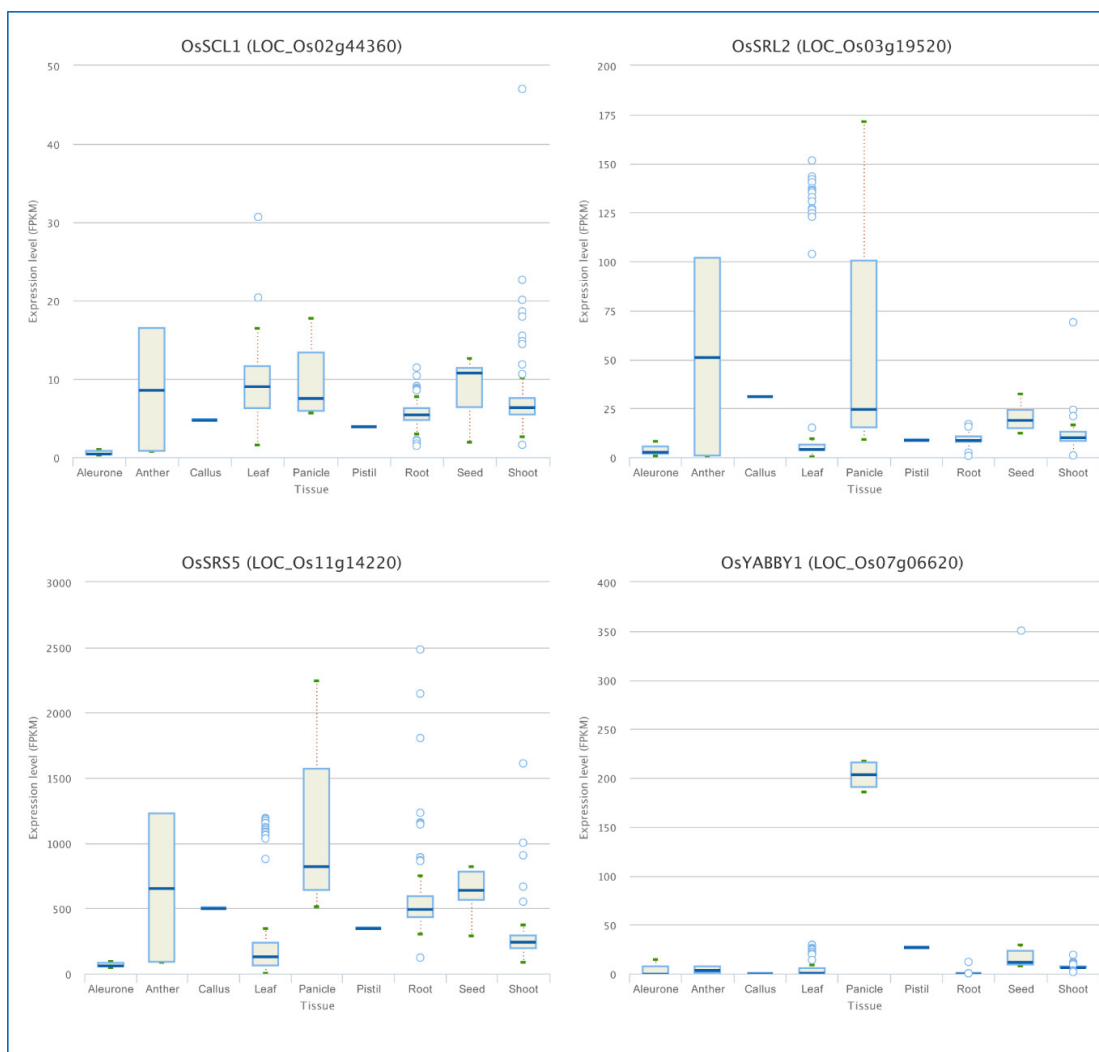 OsSCL1 (LOC_Os02g44360)
50
40
30
20
10
0
Expression level (FPKM)
Aleurone Anther Callus Leaf Panicle Pistil Root Seed Shoot
Tissue
OsSRL2 (LOC_Os03g19520)
200
175
150
125
100
75
50
25
0
Expression level (FPKM)
Aleurone Anther Callus Leaf Panicle Pistil Root Seed Shoot
Tissue
OsSRS5 (LOC_Os11g14220)
3000
2500
2000
1500
1000
500
0
Expression level (FPKM)
Aleurone Anther Callus Leaf Panicle Pistil Root Seed Shoot
Tissue
OsYABBY1 (LOC_Os07g06620)
400
350
300
250
200
150
100
50
0
Expression level (FPKM)
Aleurone Anther Callus Leaf Panicle Pistil Root Seed Shoot
Tissue